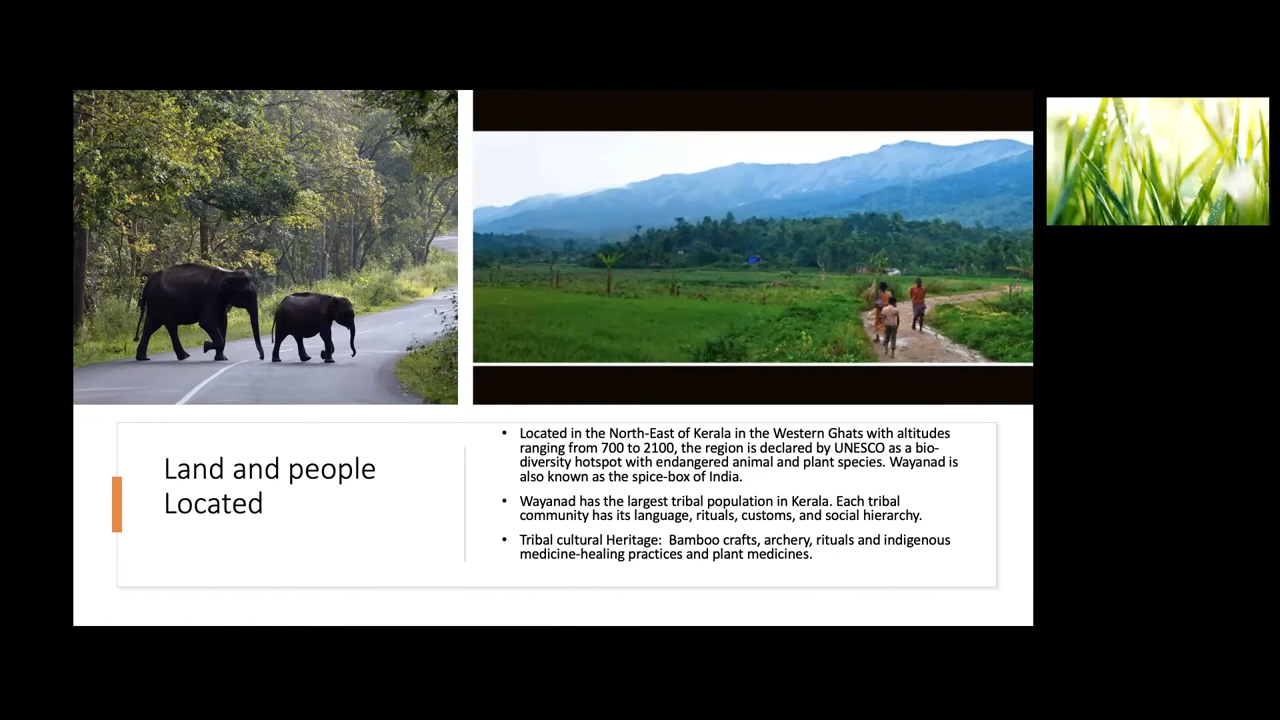 Land and people
Located
• Located in the North-East of Kerala in the Western Ghats with altitudes
ranging from 700 to 2100, the region is declared by UNESCO as a bio-
diversity hotspot with endangered animal and plant species. Wayanad is
also known as the spice-box of India.
• Wayanad has the largest tribal population in Kerala. Each tribal
community has its language, rituals, customs, and social hierarchy.
• Tribal cultural Heritage:  Bamboo crafts, archery, rituals and indigenous
medicine-healing practices and plant medicines.